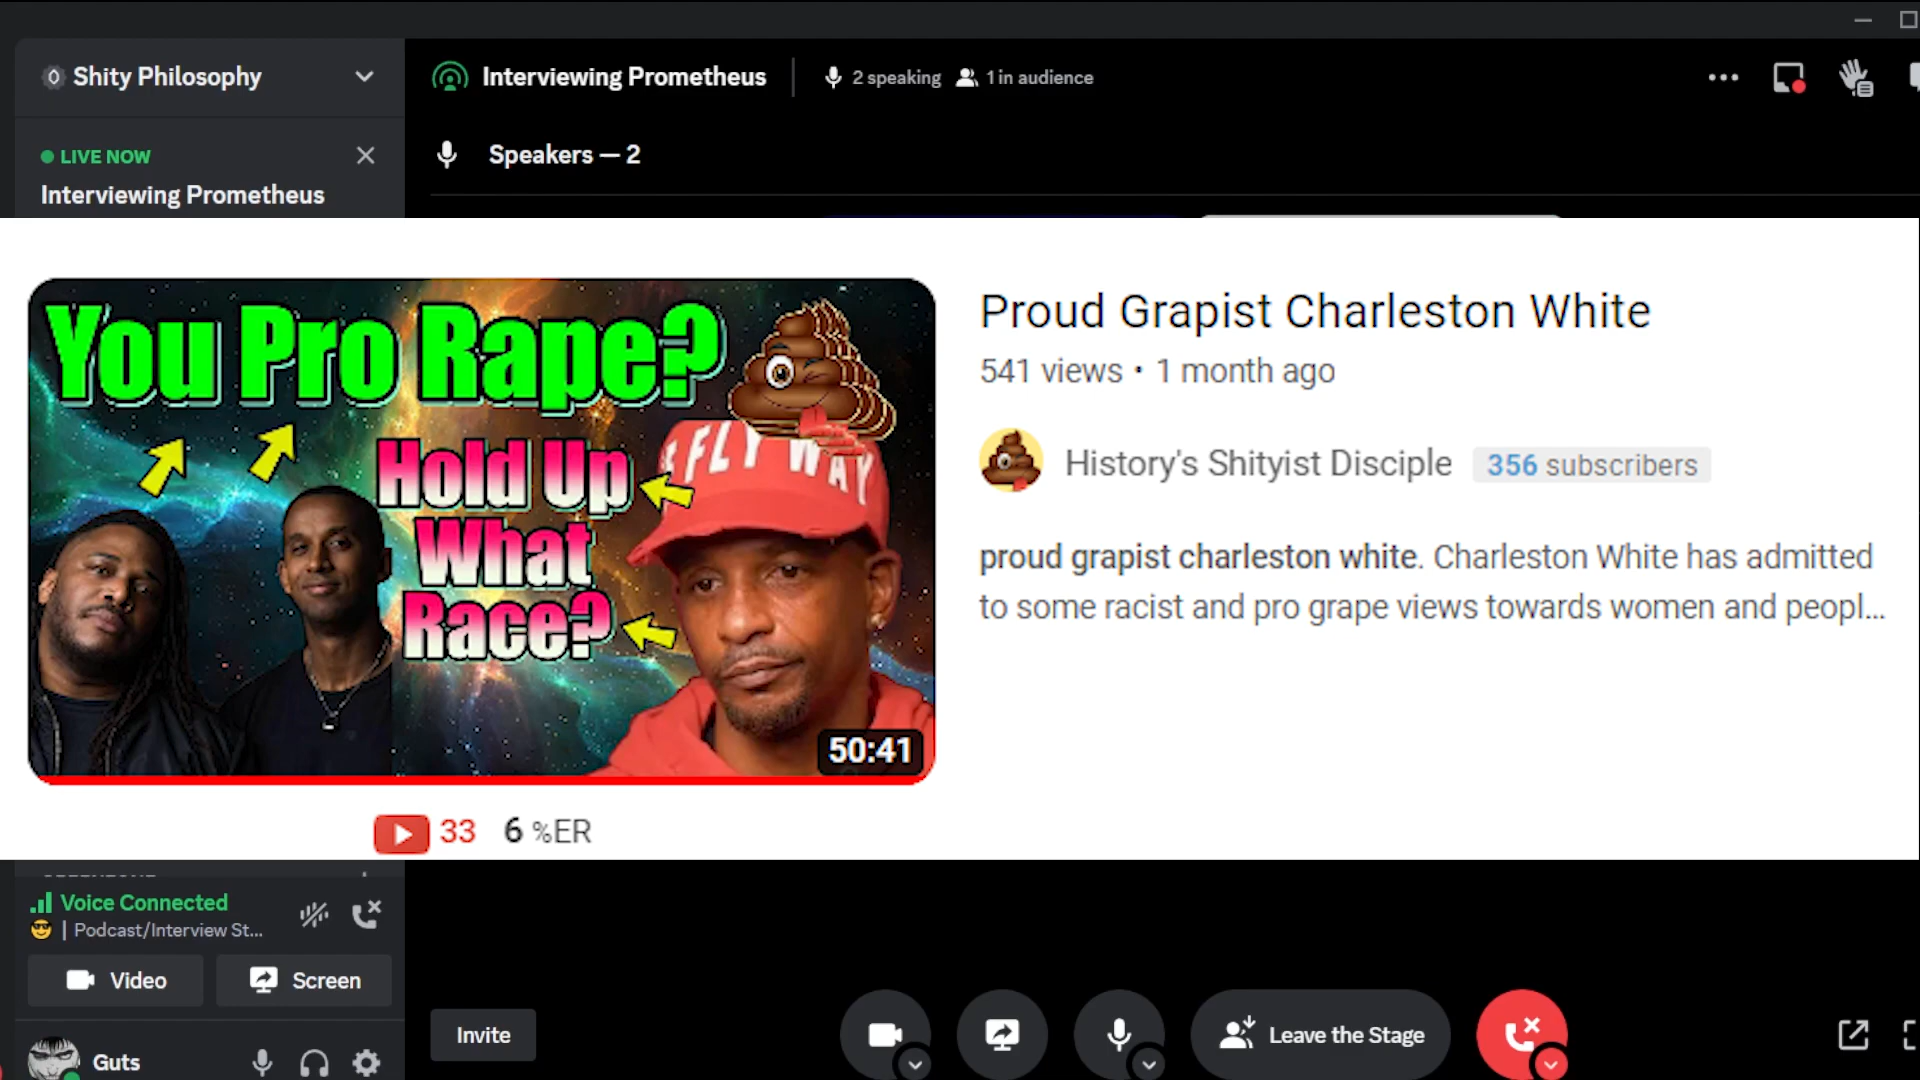 Shity Philosophy
Interviewing Prometheus
2 speaking
1 in audience
LIVE NOW
Interviewing Prometheus
Speakers — 2
You Pro Rape?
Hold Up
What
Race?
FLY WAY
50:41
33 6 %ER
Proud Grapist Charleston White
541 views • 1 month ago
History's Shityist Disciple 356 subscribers
proud grapist charleston white. Charleston White has admitted
to some racist and pro grape views towards women and peopl...
Voice Connected
| Podcast/Interview St...
Video
Screen
Guts
Invite
Leave the Stage